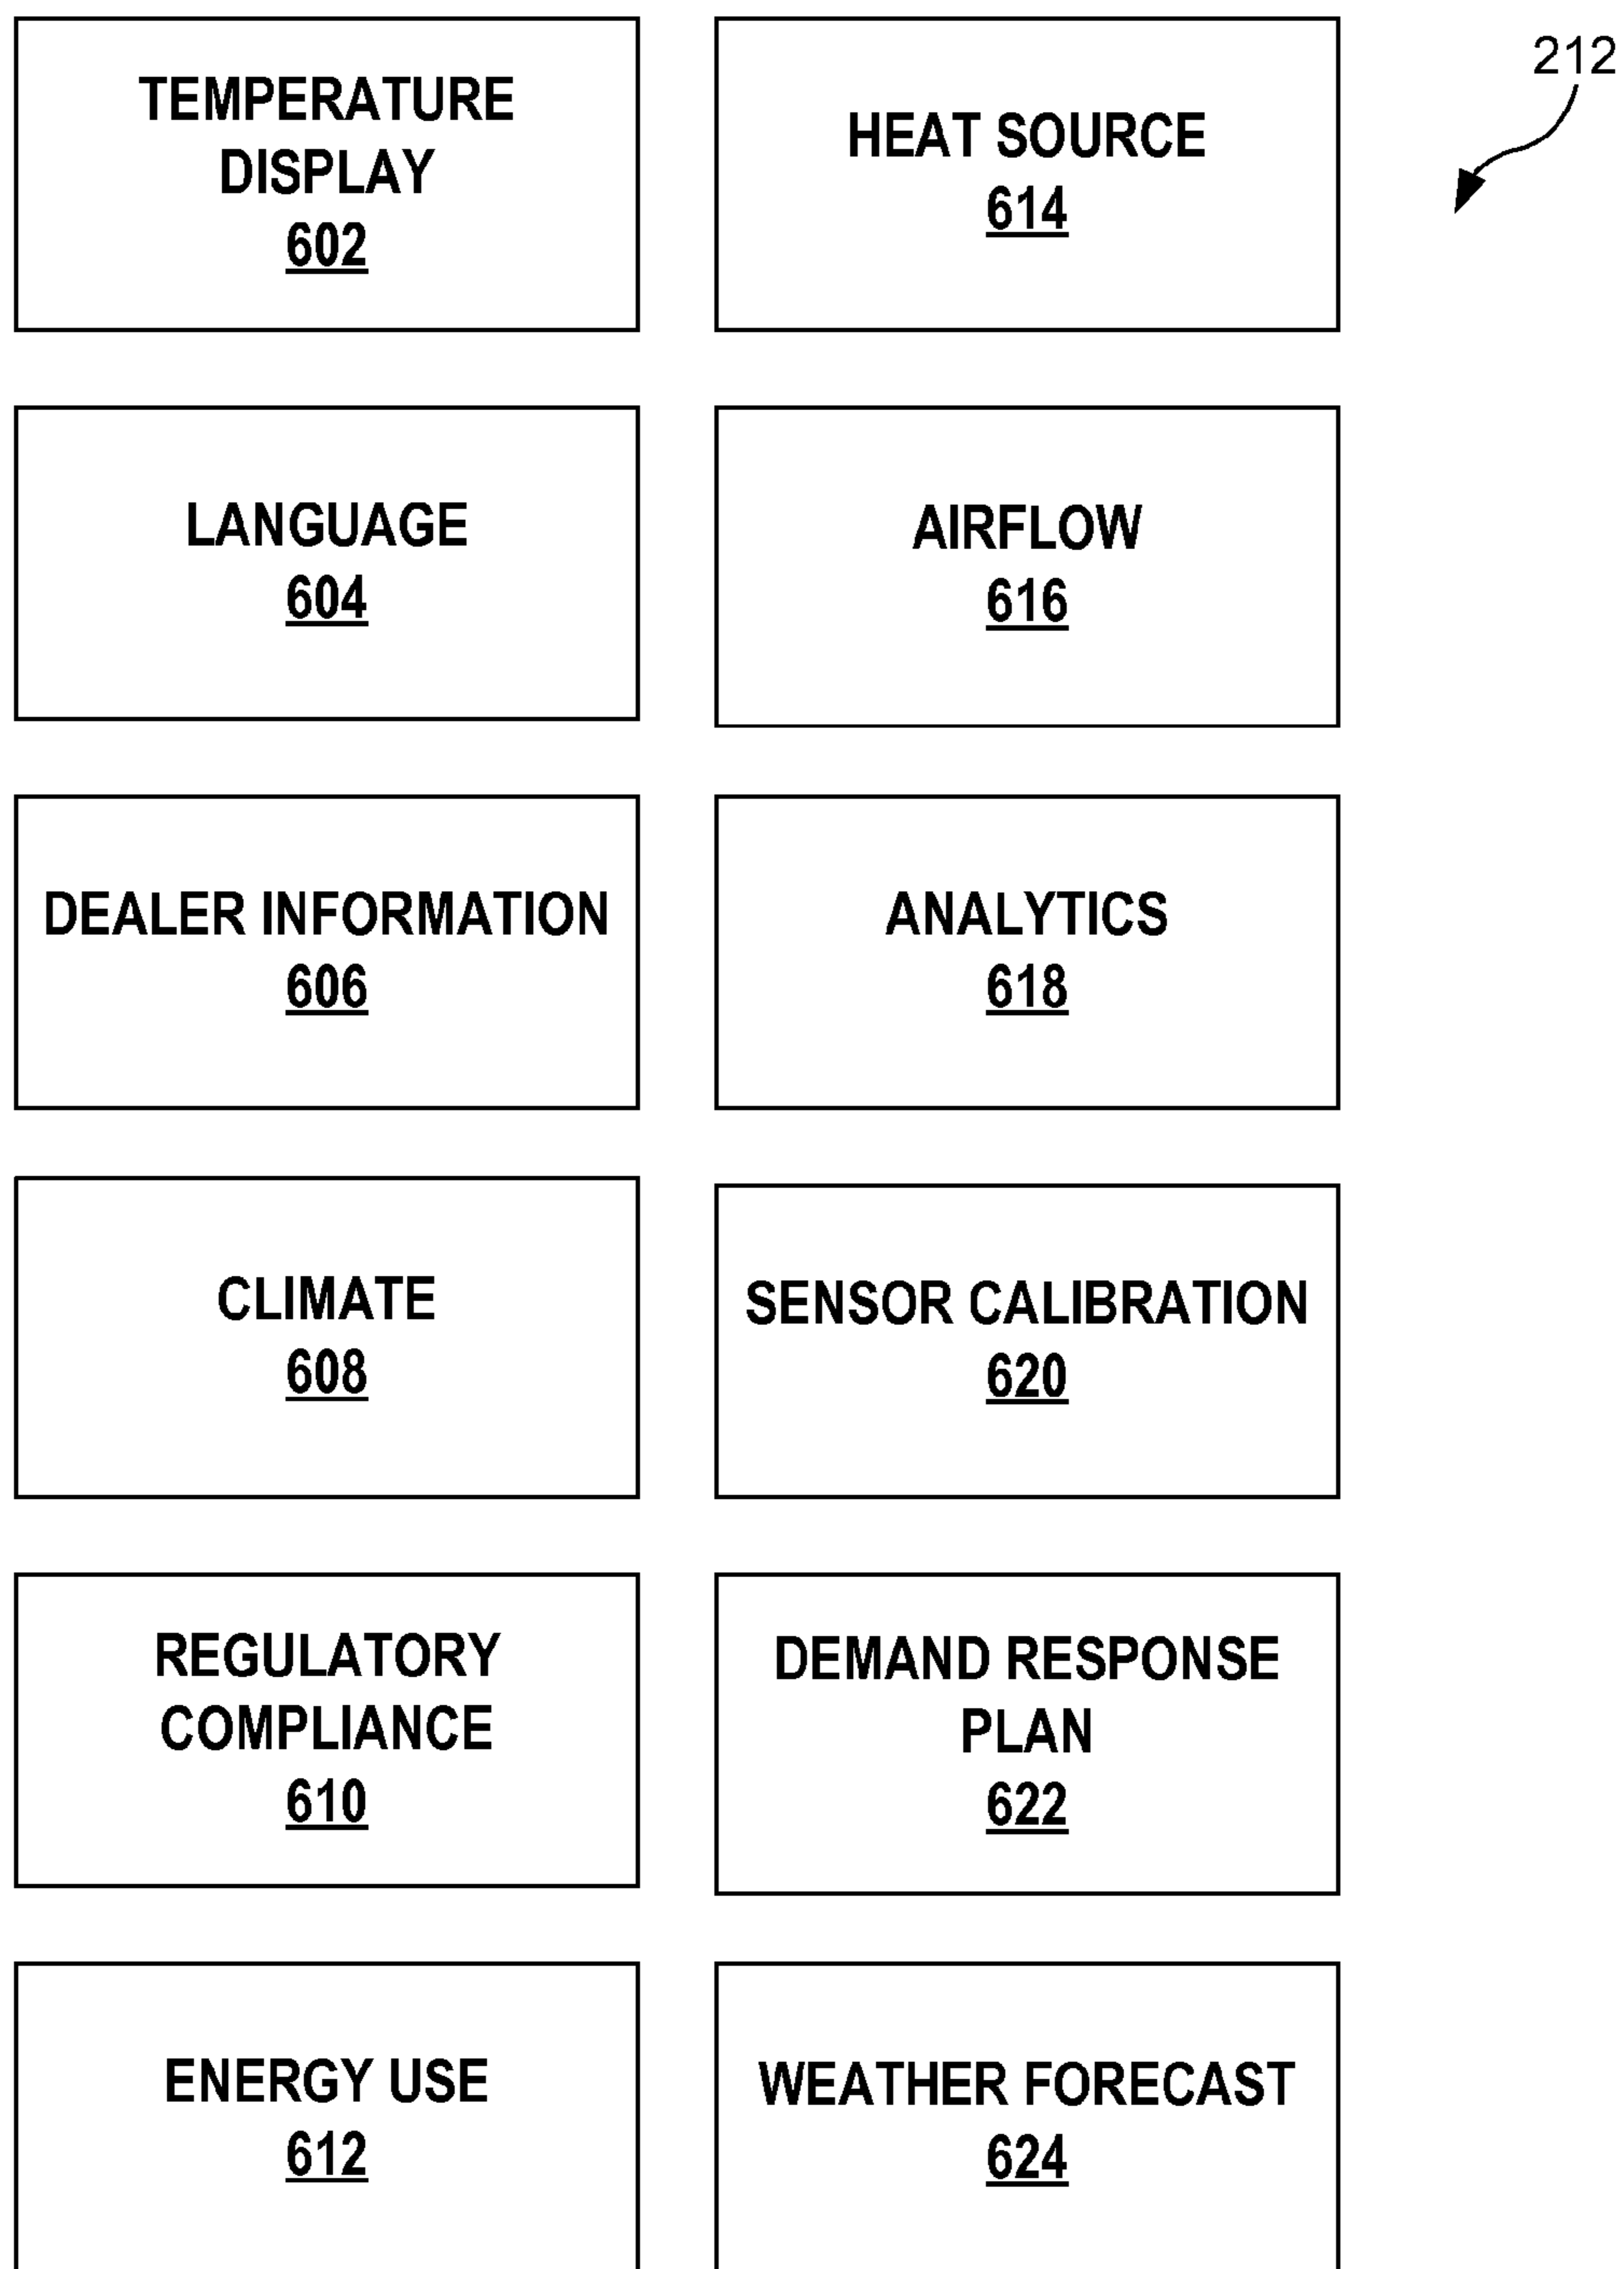 TEMPERATURE
DISPLAY
602
HEAT SOURCE
614
212
LANGUAGE
604
AIRFLOW
616
DEALER INFORMATION
606
ANALYTICS
618
CLIMATE
608
SENSOR CALIBRATION
620
REGULATORY
COMPLIANCE
610
DEMAND RESPONSE
PLAN
622
ENERGY USE
612
WEATHER FORECAST
624